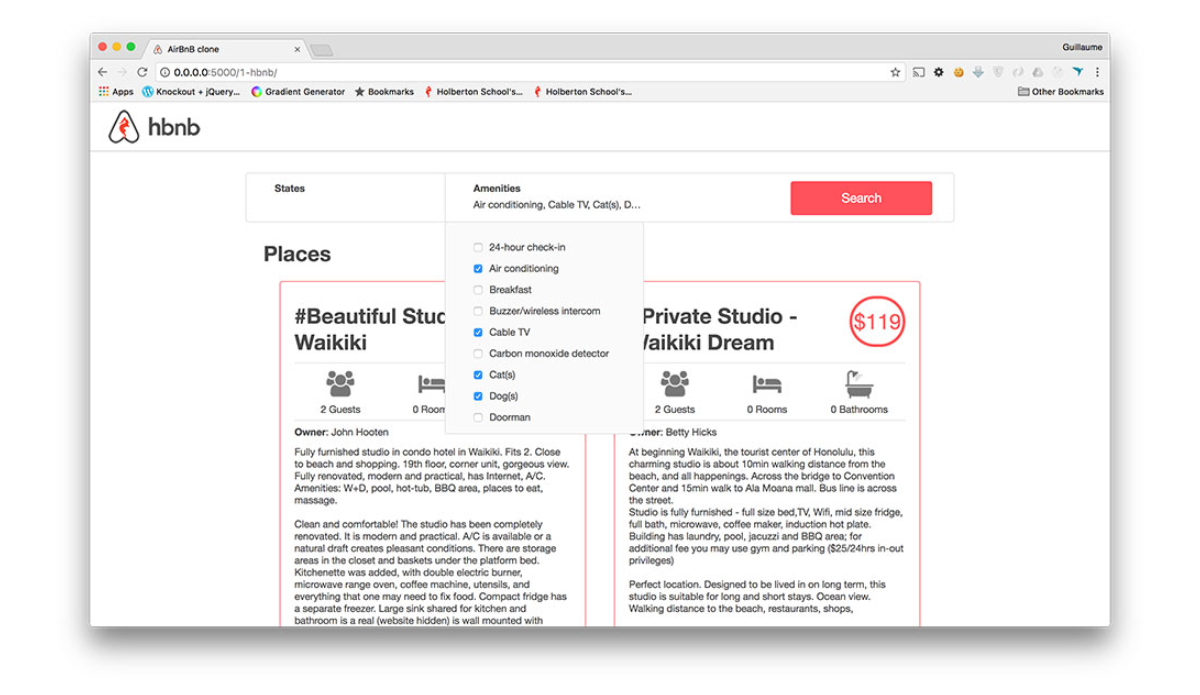 AirBnB clone
Guillaume
0.0.0.0:5000/1-hbnb/
Apps
Knockout + jQuery...
Gradient Generator
Bookmarks
Holberton School's...
Holberton School's...
Other Bookmarks
hbnb
States
Amenities
Air conditioning, Cable TV, Cat(s), D...
Search
Places
24-hour check-in
Air conditioning
Breakfast
Buzzer/wireless intercom
Cable TV
Carbon monoxide detector
Cat(s)
Dog(s)
Doorman
#Beautiful Stud
Waikiki
2 Guests
0 Room
Owner: John Hooten
Fully furnished studio in condo hotel in Waikiki. Fits 2. Close
to beach and shopping. 19th floor, corner unit, gorgeous view.
Fully renovated, modern and practical, has Internet, A/C.
Amenities: W+D, pool, hot-tub, BBQ area, places to eat,
massage.
Clean and comfortable! The studio has been completely
renovated. It is modern and practical. A/C is available or a
natural draft creates pleasant conditions. There are storage
areas in the closet and baskets under the platform bed.
Kitchenette was added, with double electric burner,
microwave range oven, coffee machine, utensils, and
everything that one may need to fix food. Compact fridge has
a separate freezer. Large sink shared for kitchen and
bathroom is a real (website hidden) is wall mounted with
Private Studio -
Waikiki Dream
$119
2 Guests
0 Rooms
0 Bathrooms
Owner: Betty Hicks
At beginning Waikiki, the tourist center of Honolulu, this
charming studio is about 10min walking distance from the
beach, and all happenings. Across the bridge to Convention
Center and 15min walk to Ala Moana mall. Bus line is across
the street.
Studio is fully furnished - full size bed,TV, Wifi, mid size fridge,
full bath, microwave, coffee maker, induction hot plate.
Building has laundry, pool, jacuzzi and BBQ area; for
additional fee you may use gym and parking ($25/24hrs in-out
privileges)
Perfect location. Designed to be lived in on long term, this
studio is suitable for long and short stays. Ocean view.
Walking distance to the beach, restaurants, shops,